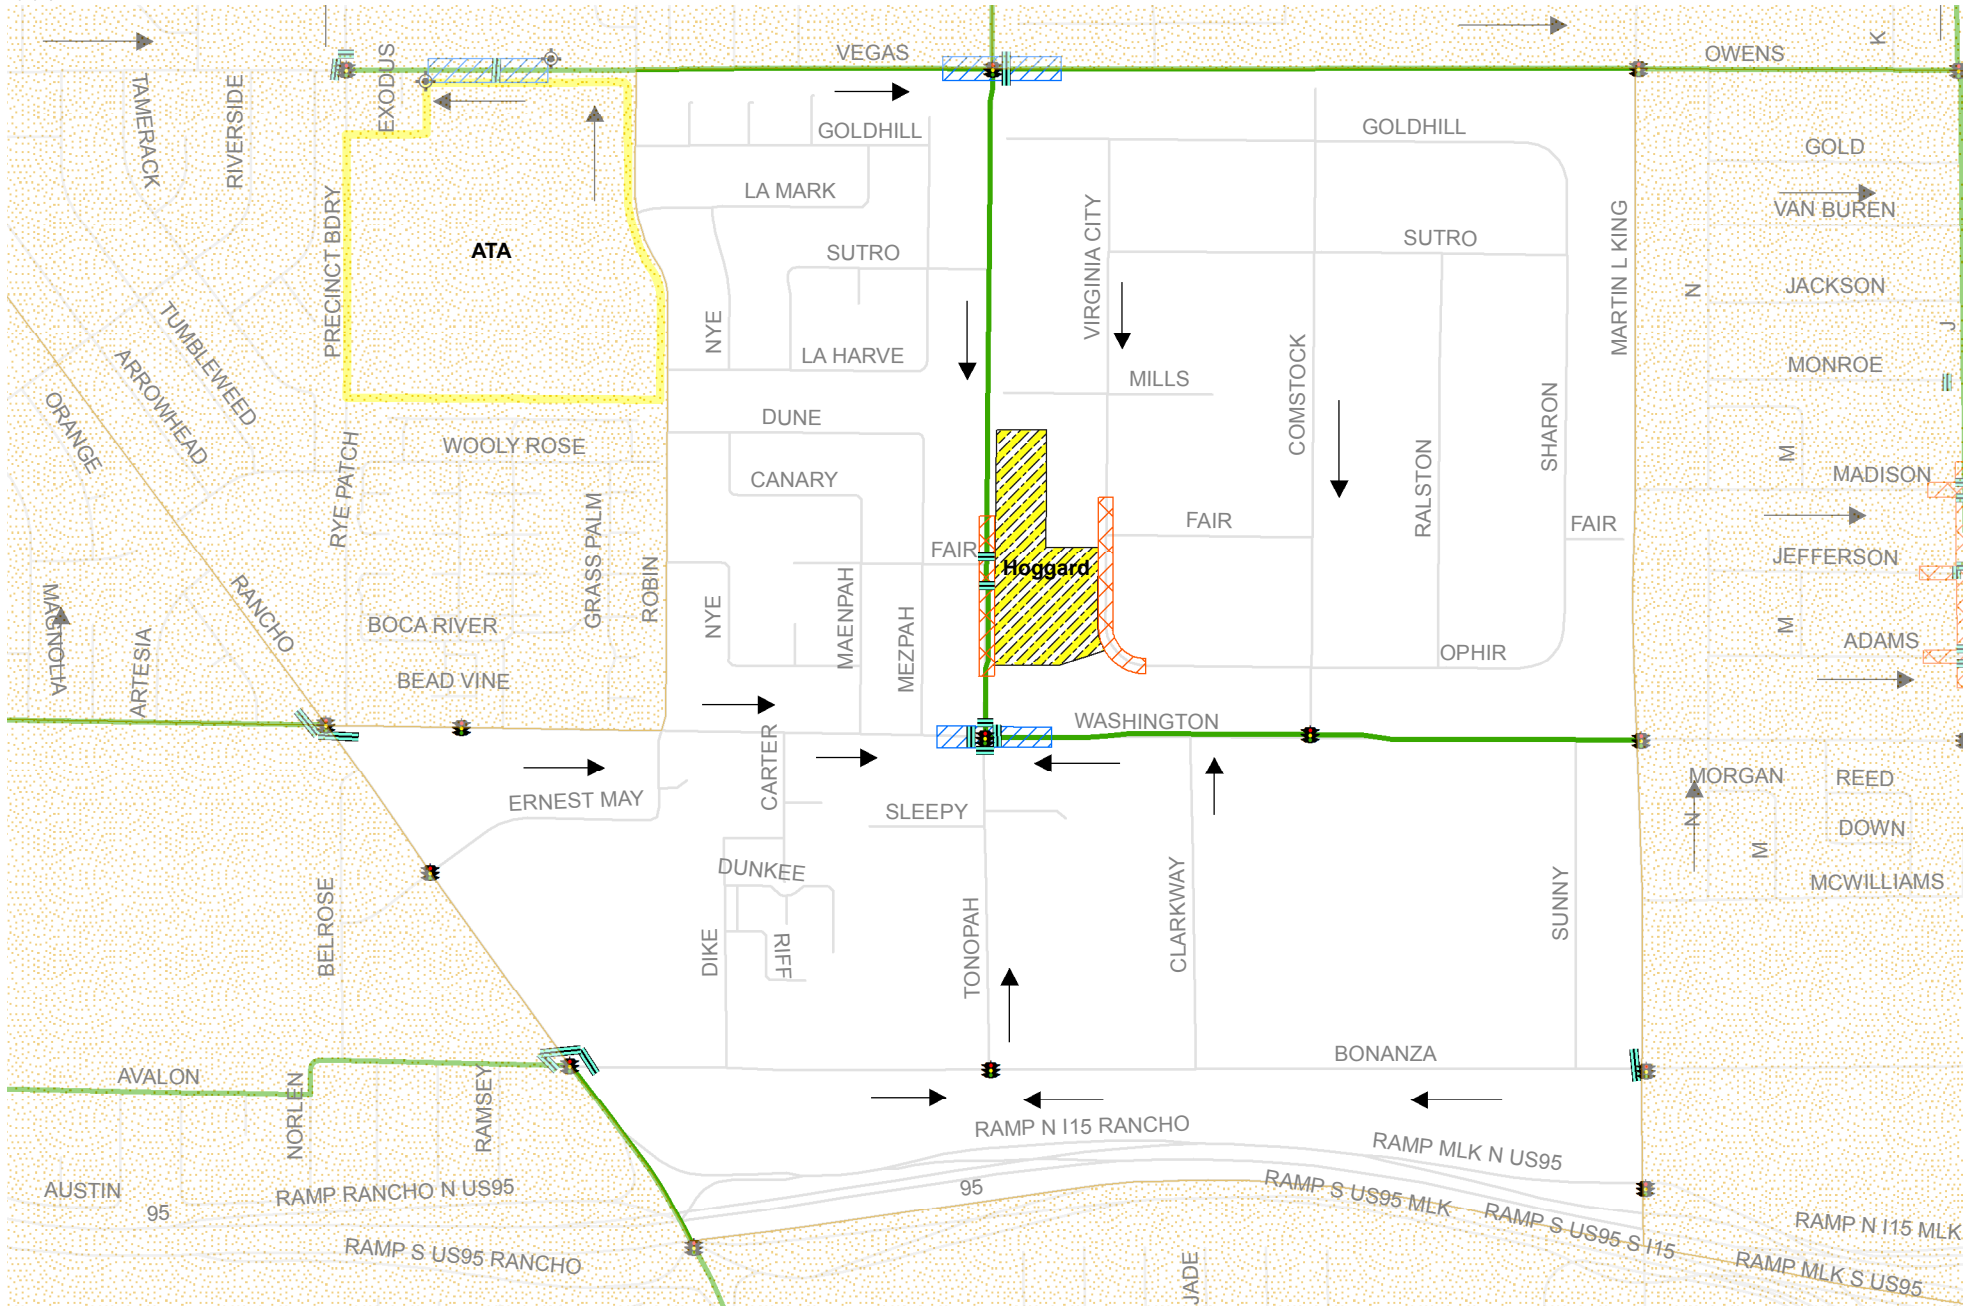 VEGAS
OWENS
K
EXODUS
TAMERACK
RIVERSIDE
GOLDHILL
GOLDHILL
GOLD
LA MARK
VAN BUREN
PRECINCT BDRY
ATA
SUTRO
VIRGINIA CITY
SUTRO
MARTIN L KING
JACKSON
N
J
TUMBLEWEED
NYE
LA HARVE
MILLS
COMSTOCK
MONROE
ARROWHEAD
ORANGE
DUNE
SHARON
WOOLY ROSE
RYE PATCH
CANARY
RALSTON
M
MADISON
GRASS PALM
FAIR
FAIR
FAIR
JEFFERSON
Hoggard
ROBIN
NYE
MAENPAH
MEZPAH
RANCHO
MAGNOLIA
ARTESIA
BOCA RIVER
M
ADAMS
OPHIR
BEAD VINE
WASHINGTON
CARTER
MORGAN
REED
ERNEST MAY
SLEEPY
N
DOWN
M
DUNKEE
MCWILLIAMS
BELROSE
DIKE
RIFF
TONOPAH
CLARKWAY
SUNNY
BONANZA
AVALON
NORLEN
RAMSEY
RAMP N I15 RANCHO
RAMP MLK N US95
AUSTIN
95
RAMP RANCHO N US95
95
RAMP S US95 MLK
RAMP S US95 S I15
RAMP N I15 MLK
RAMP S US95 RANCHO
JADE
RAMP MLK S US95